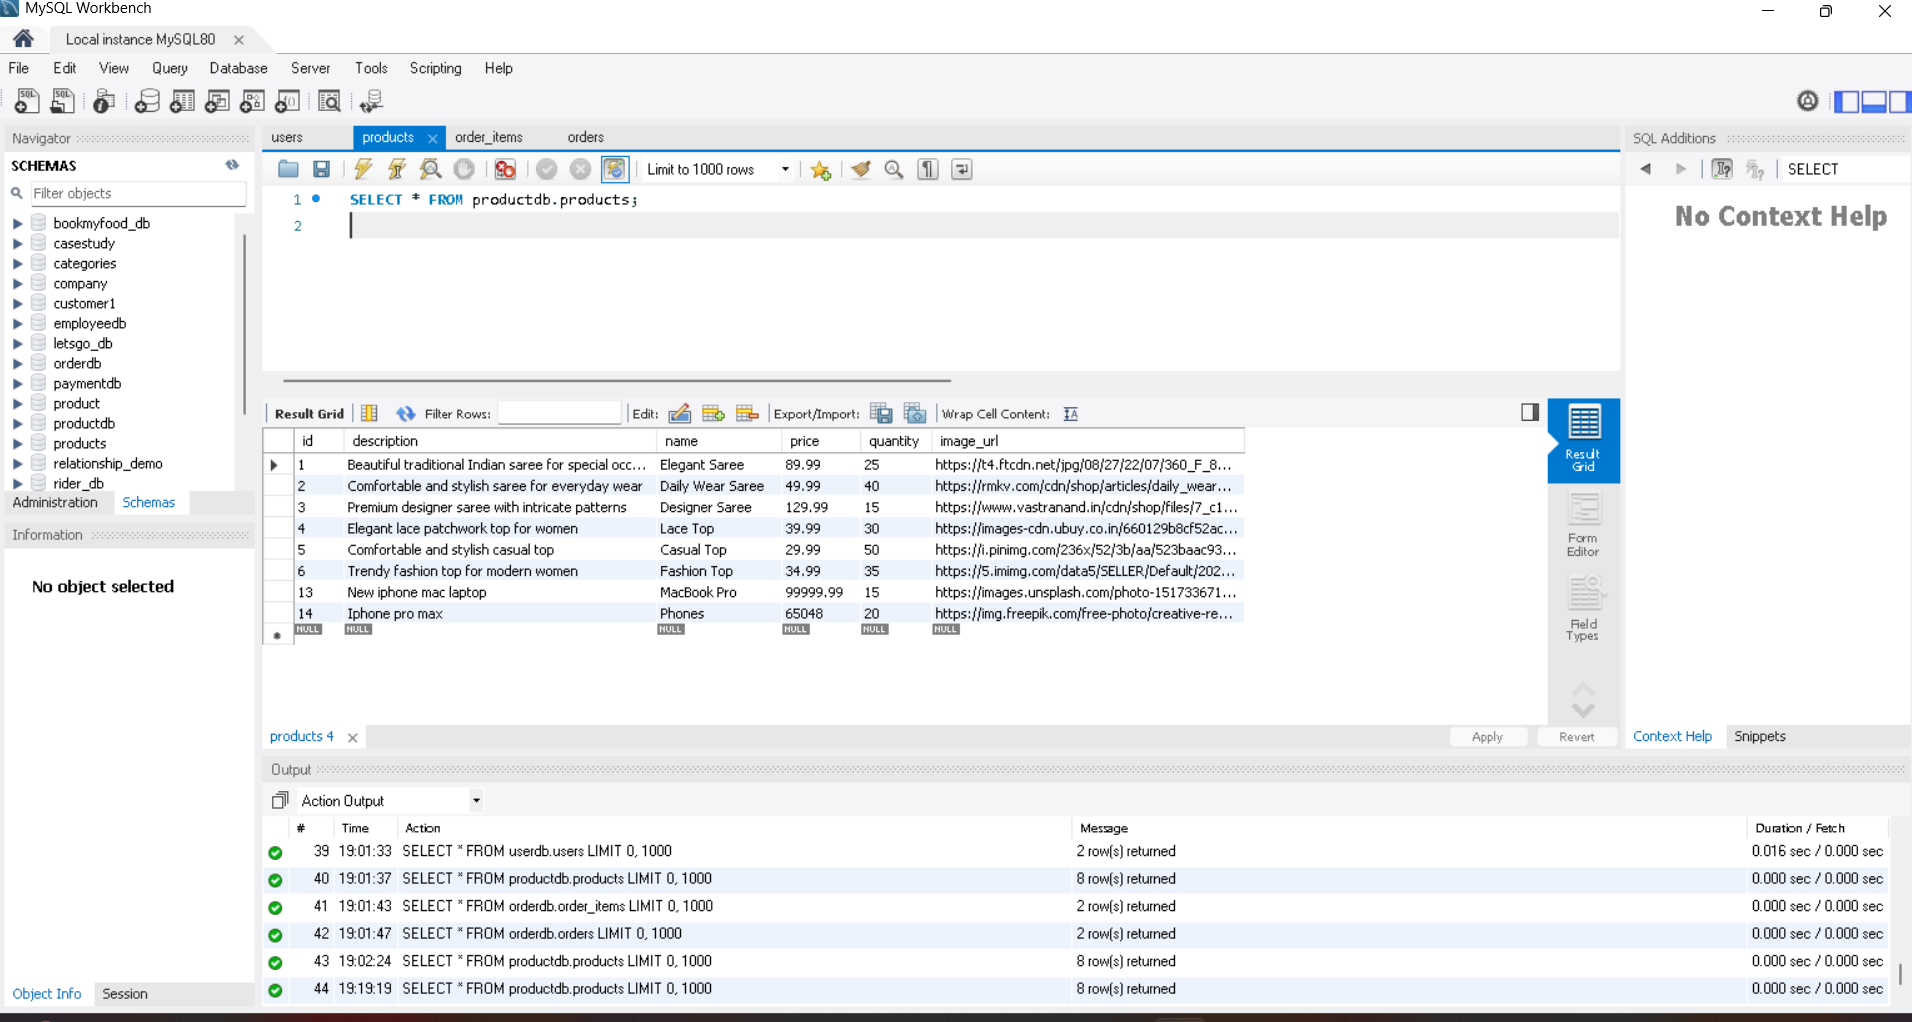 MySQL Workbench
Local instance MySQL80
File Edit View Query Database Server Tools Scripting Help
Navigator
SCHEMAS
Filter objects
bookmyfood_db
casestudy
categories
company
customer1
employeedb
letsgo_db
orderdb
paymentdb
product
productdb
products
relationship_demo
rider_db
Administration Schemas
Information
No object selected
Object Info Session
users products order_items orders
Limit to 1000 rows
1 SELECT * FROM productdb.products;
2
Result Grid Filter Rows: Edit: Export/Import: Wrap Cell Content:
id description name price quantity image_url
1 Beautiful traditional Indian saree for special occ... Elegant Saree 89.99 25 https://t4.ftcdn.net/jpg/08/27/22/07/360_F_8...
2 Comfortable and stylish saree for everyday wear Daily Wear Saree 49.99 40 https://rmkv.com/cdn/shop/articles/daily_wear...
3 Premium designer saree with intricate patterns Designer Saree 129.99 15 https://www.vastranand.in/cdn/shop/files/7_c1...
4 Elegant lace patchwork top for women Lace Top 39.99 30 https://images-cdn.ubuy.co.in/660129b8cf52ac...
5 Comfortable and stylish casual top Casual Top 29.99 50 https://i.pinimg.com/236x/52/3b/aa/523baac93...
6 Trendy fashion top for modern women Fashion Top 34.99 35 https://5.imimg.com/data5/SELLER/Default/202...
13 New iphone mac laptop MacBook Pro 99999.99 15 https://images.unsplash.com/photo-151733671...
14 Iphone pro max Phones 65048 20 https://img.freepik.com/free-photo/creative-re...
NULL NULL NULL NULL NULL NULL
Result Grid
Form Editor
Field Types
products 4
Apply Revert
SQL Additions
SELECT
No Context Help
Context Help Snippets
Output
Action Output
# Time Action Message Duration / Fetch
39 19:01:33 SELECT * FROM userdb.users LIMIT 0, 1000 2 row(s) returned 0.016 sec / 0.000 sec
40 19:01:37 SELECT * FROM productdb.products LIMIT 0, 1000 8 row(s) returned 0.000 sec / 0.000 sec
41 19:01:43 SELECT * FROM orderdb.order_items LIMIT 0, 1000 2 row(s) returned 0.000 sec / 0.000 sec
42 19:01:47 SELECT * FROM orderdb.orders LIMIT 0, 1000 2 row(s) returned 0.000 sec / 0.000 sec
43 19:02:24 SELECT * FROM productdb.products LIMIT 0, 1000 8 row(s) returned 0.000 sec / 0.000 sec
44 19:19:19 SELECT * FROM productdb.products LIMIT 0, 1000 8 row(s) returned 0.000 sec / 0.000 sec